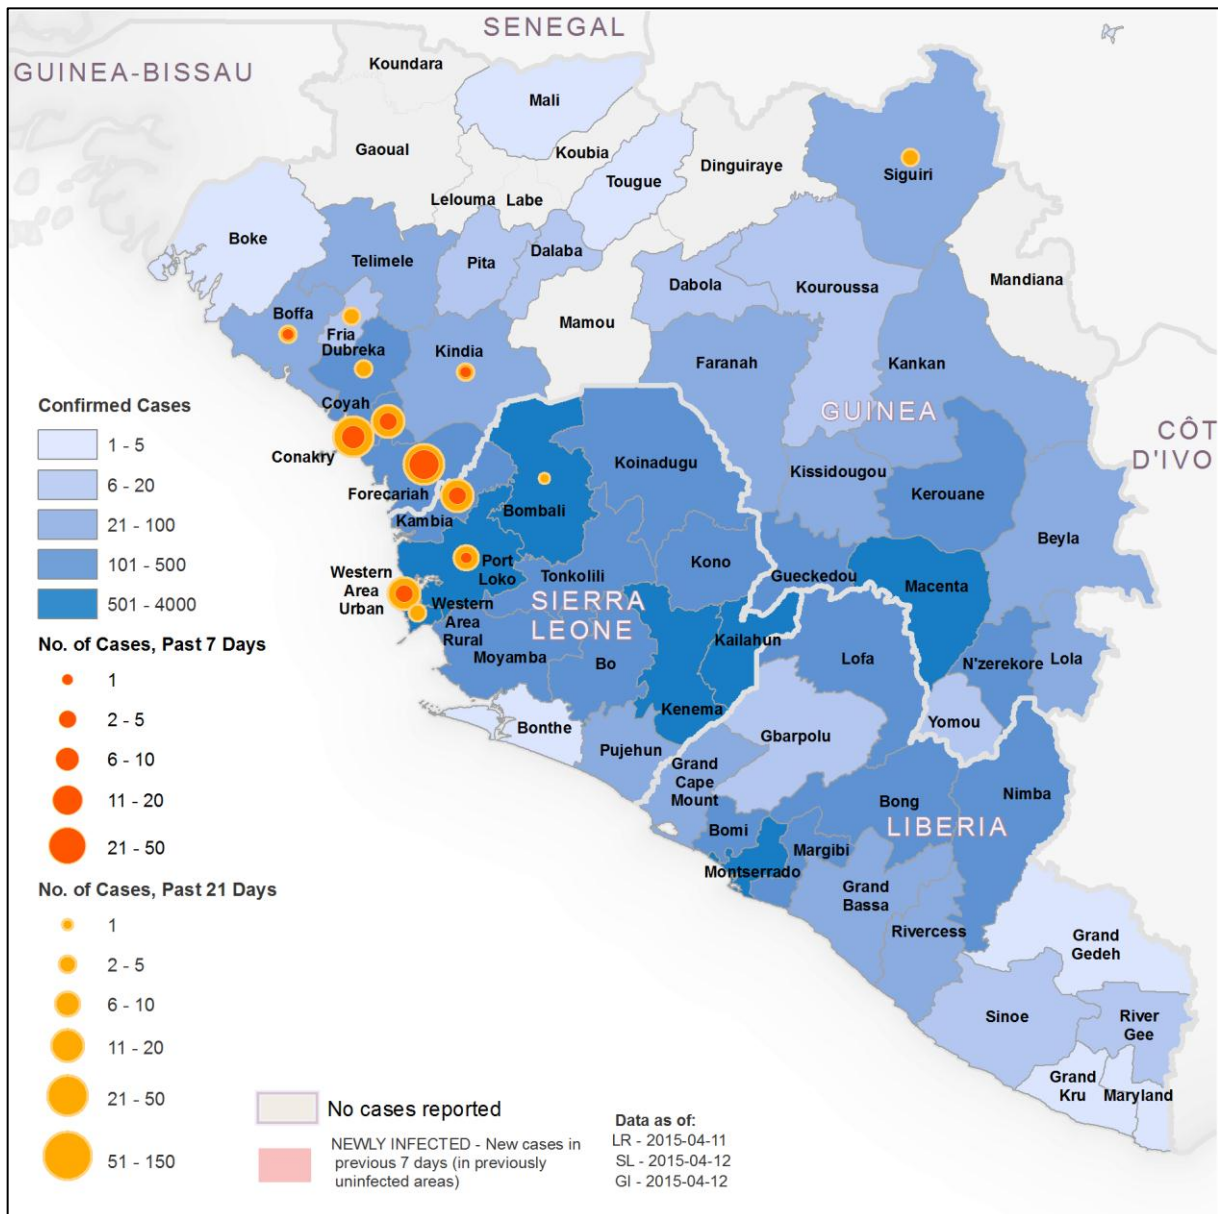 SENEGAL
GUINEA-BISSAU
Koundara
Mali
Gaoual
Koubia
Dinguiraye
Tougue
Siguiri
Lelouma
Labe
Boke
Telimele
Pita
Dalaba
Mandiana
Dabola
Kouroussa
Boffa
Fria
Mamou
Dubreka
Kindia
Faranah
Kankan
Coyah
GUINEA
CÔT
D'IVO
Conakry
Koinadugu
Kissidougou
Kerouane
Forecariah
Bombali
Kambia
Beyla
Port
Loko
Kono
Gueckedou
Macenta
Tonkolili
Western
Area
Urban
SIERRA
LEONE
Western
Area
Rural
Kailahun
Moyamba
Bo
Lofa
N'zerekore
Lola
Kenema
Yomou
Bonthe
Pujehun
Gbarpolu
Grand
Cape
Mount
Bong
Nimba
LIBERIA
Bomi
Margibi
Montserrado
Grand
Bassa
Rivercess
Grand
Gedeh
Sinoe
River
Gee
Grand
Kru
Maryland
Confirmed Cases
1 - 5
6 - 20
21 - 100
101 - 500
501 - 4000
No. of Cases, Past 7 Days
1
2 - 5
6 - 10
11 - 20
21 - 50
No. of Cases, Past 21 Days
1
2 - 5
6 - 10
11 - 20
21 - 50
51 - 150
No cases reported
NEWLY INFECTED - New cases in
previous 7 days (in previously
uninfected areas)
Data as of:
LR - 2015-04-11
SL - 2015-04-12
GI - 2015-04-12